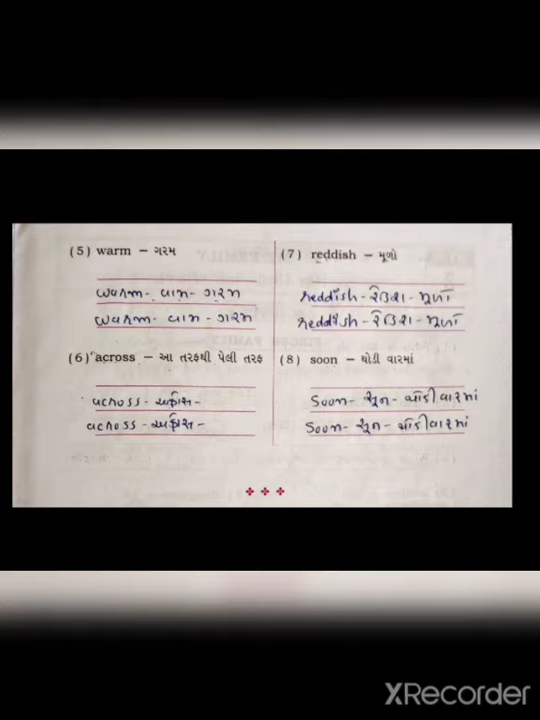 (5) warm – ગરમ
warm- વામ- ગરમ
warm- વામ- ગરમ
(6) across – આ તરફથી પેલી તરફ
across - અક્રોસ -
across - અક્રોસ -
(7) reddish – મૂળો
reddish - રેડિશ - મૂળો
reddish - રેડિશ - મૂળો
(8) soon – થોડી વારમાં
Soon- સૂન- થોડીવારમાં
Soon- સૂન- થોડીવારમાં
XRecorder